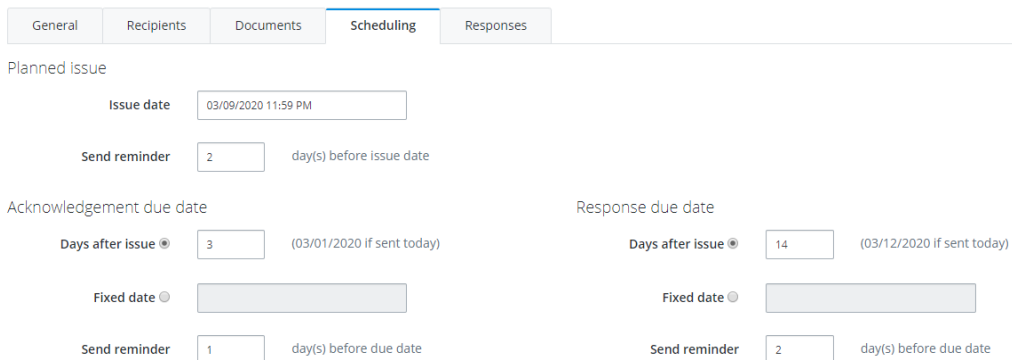 General Recipients Documents Scheduling Responses
Planned issue
Issue date 03/09/2020 11:59 PM
Send reminder 2 day(s) before issue date
Acknowledgement due date Response due date
Days after issue 3 (03/01/2020 if sent today) Days after issue 14 (03/12/2020 if sent today)
Fixed date Fixed date
Send reminder 1 day(s) before due date Send reminder 2 day(s) before due date